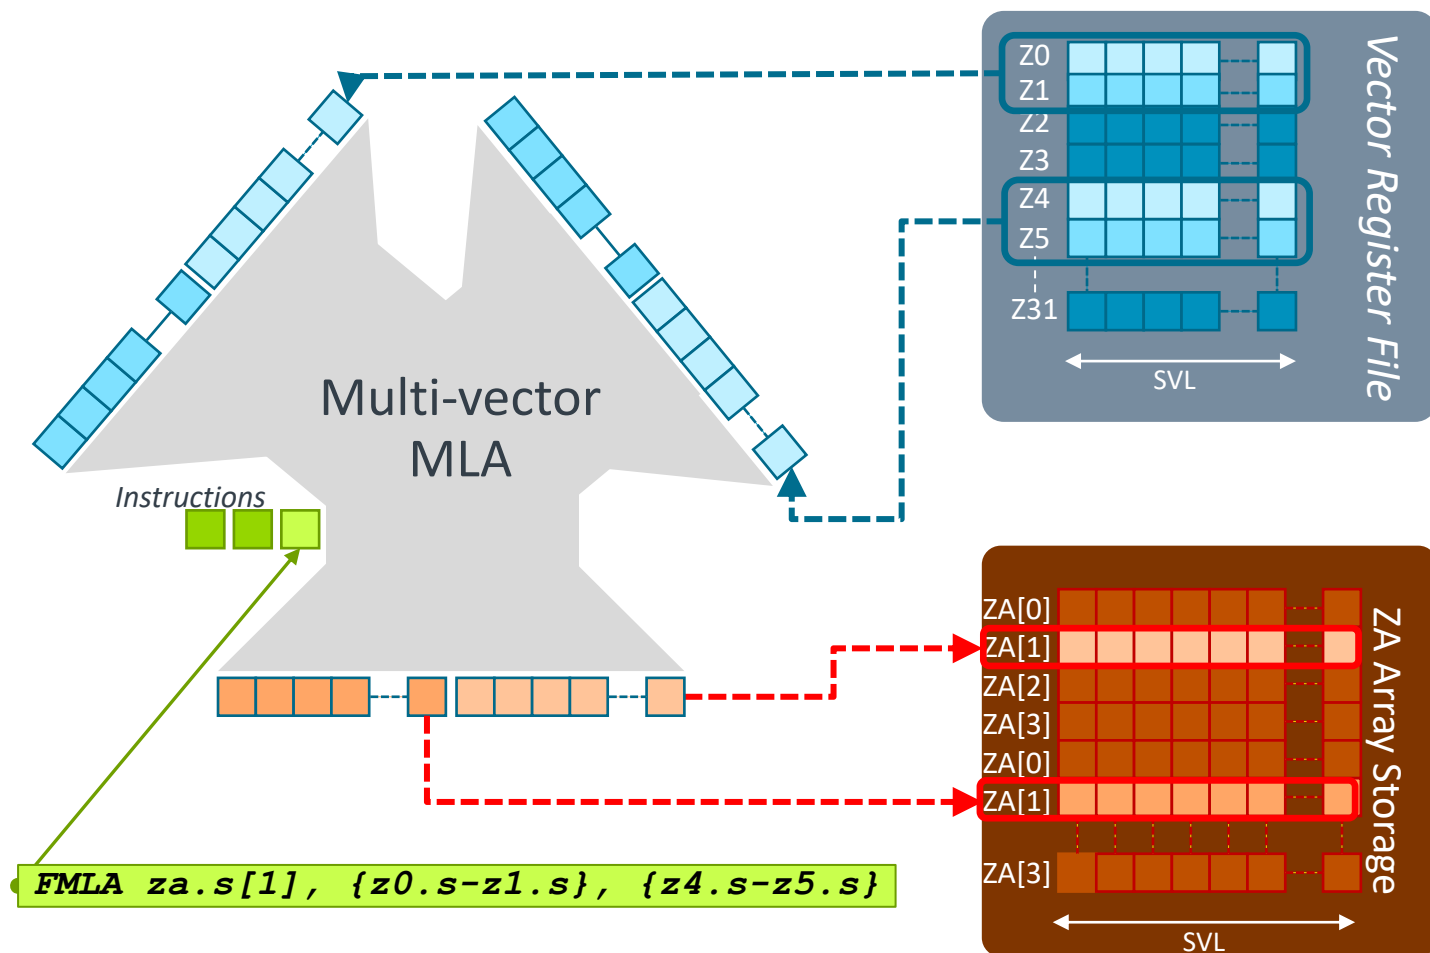 Z0
Z1
Z2
Z3
Z4
Z5
Z31
SVL
Vector Register File
Multi-vector
MLA
Instructions
ZA[0]
ZA[1]
ZA[2]
ZA[3]
ZA[0]
ZA[1]
ZA[3]
SVL
ZA Array Storage
FMLA za.s[1], {z0.s-z1.s}, {z4.s-z5.s}